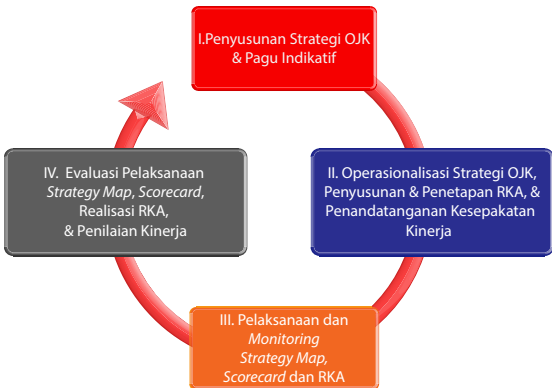 I.Penyusunan Strategi OJK
& Pagu Indikatif
II. Operasionalisasi Strategi OJK,
Penyusunan & Penetapan RKA, &
Penandatanganan Kesepakatan
Kinerja
III. Pelaksanaan dan
Monitoring
Strategy Map,
Scorecard dan RKA
IV. Evaluasi Pelaksanaan
Strategy Map, Scorecard,
Realisasi RKA,
& Penilaian Kinerja